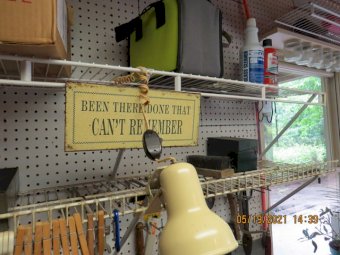 BEEN THERE, DONE THAT
CAN'T REMEMBER
05/19/2021 14:39